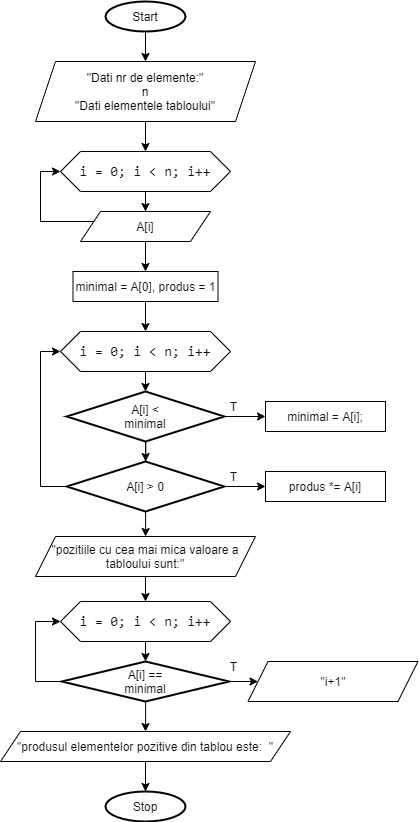 Start
"Dati nr de elemente:"
n
"Dati elementele tabloului"
i = 0; i < n; i++
A[i]
minimal = A[0], produs = 1
i = 0; i < n; i++
A[i] <
minimal
T
minimal = A[i];
A[i] > 0
T
produs *= A[i]
"pozitiile cu cea mai mica valoare a
tabloului sunt:"
i = 0; i < n; i++
A[i] ==
minimal
T
"i+1"
"produsul elementelor pozitive din tablou este:  "
Stop